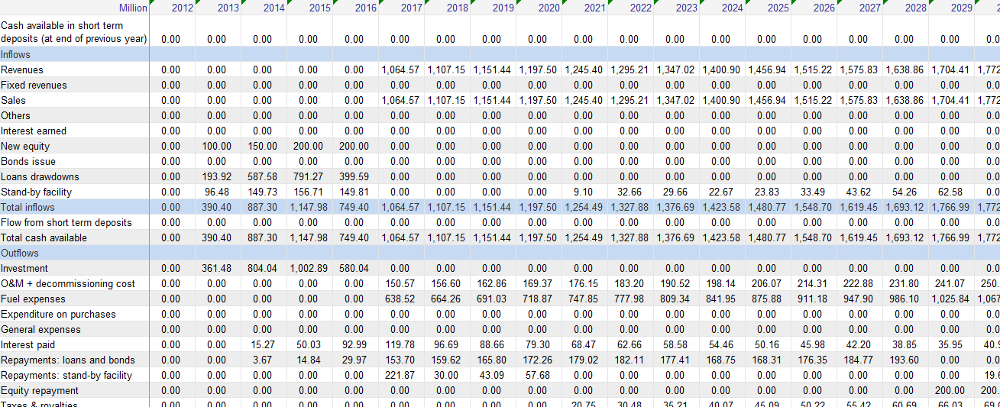 Million 2012 2013 2014 2015 2016 2017 2018 2019 2020 2021 2022 2023 2024 2025 2026 2027 2028 2029 2
Cash available in short term
deposits (at end of previous year) 0.00 0.00 0.00 0.00 0.00 0.00 0.00 0.00 0.00 0.00 0.00 0.00 0.00 0.00 0.00 0.00 0.00 0.00 0.0
Inflows
Revenues 0.00 0.00 0.00 0.00 0.00 1,064.57 1,107.15 1,151.44 1,197.50 1,245.40 1,295.21 1,347.02 1,400.90 1,456.94 1,515.22 1,575.83 1,638.86 1,704.41 1,772
Fixed revenues 0.00 0.00 0.00 0.00 0.00 0.00 0.00 0.00 0.00 0.00 0.00 0.00 0.00 0.00 0.00 0.00 0.00 0.00 0.0
Sales 0.00 0.00 0.00 0.00 0.00 1,064.57 1,107.15 1,151.44 1,197.50 1,245.40 1,295.21 1,347.02 1,400.90 1,456.94 1,515.22 1,575.83 1,638.86 1,704.41 1,772
Others 0.00 0.00 0.00 0.00 0.00 0.00 0.00 0.00 0.00 0.00 0.00 0.00 0.00 0.00 0.00 0.00 0.00 0.00 0.0
Interest earned 0.00 0.00 0.00 0.00 0.00 0.00 0.00 0.00 0.00 0.00 0.00 0.00 0.00 0.00 0.00 0.00 0.00 0.00 0.0
New equity 0.00 100.00 150.00 200.00 200.00 0.00 0.00 0.00 0.00 0.00 0.00 0.00 0.00 0.00 0.00 0.00 0.00 0.00 0.0
Bonds issue 0.00 0.00 0.00 0.00 0.00 0.00 0.00 0.00 0.00 0.00 0.00 0.00 0.00 0.00 0.00 0.00 0.00 0.00 0.0
Loans drawdowns 0.00 193.92 587.58 791.27 399.59 0.00 0.00 0.00 0.00 0.00 0.00 0.00 0.00 0.00 0.00 0.00 0.00 0.00 0.0
Stand-by facility 0.00 96.48 149.73 156.71 149.81 0.00 0.00 0.00 0.00 9.10 32.66 29.66 22.67 23.83 33.49 43.62 54.26 62.58 0.0
Total inflows 0.00 390.40 887.30 1,147.98 749.40 1,064.57 1,107.15 1,151.44 1,197.50 1,254.49 1,327.88 1,376.69 1,423.58 1,480.77 1,548.70 1,619.45 1,693.12 1,766.99 1,772
Flow from short term deposits 0.00 0.00 0.00 0.00 0.00 0.00 0.00 0.00 0.00 0.00 0.00 0.00 0.00 0.00 0.00 0.00 0.00 0.00 0.0
Total cash available 0.00 390.40 887.30 1,147.98 749.40 1,064.57 1,107.15 1,151.44 1,197.50 1,254.49 1,327.88 1,376.69 1,423.58 1,480.77 1,548.70 1,619.45 1,693.12 1,766.99 1,772
Outflows
Investment 0.00 361.48 804.04 1,002.89 580.04 0.00 0.00 0.00 0.00 0.00 0.00 0.00 0.00 0.00 0.00 0.00 0.00 0.00 0.0
O&M + decommissioning cost 0.00 0.00 0.00 0.00 0.00 150.57 156.60 162.86 169.37 176.15 183.20 190.52 198.14 206.07 214.31 222.88 231.80 241.07 250.
Fuel expenses 0.00 0.00 0.00 0.00 0.00 638.52 664.26 691.03 718.87 747.85 777.98 809.34 841.95 875.88 911.18 947.90 986.10 1,025.84 1,067
Expenditure on purchases 0.00 0.00 0.00 0.00 0.00 0.00 0.00 0.00 0.00 0.00 0.00 0.00 0.00 0.00 0.00 0.00 0.00 0.00 0.0
General expenses 0.00 0.00 0.00 0.00 0.00 0.00 0.00 0.00 0.00 0.00 0.00 0.00 0.00 0.00 0.00 0.00 0.00 0.00 0.0
Interest paid 0.00 0.00 15.27 50.03 92.99 119.78 96.69 88.66 79.30 68.47 62.66 58.58 54.46 50.16 45.98 42.20 38.85 35.95 40.9
Repayments: loans and bonds 0.00 0.00 3.67 14.84 29.97 153.70 159.62 165.80 172.26 179.02 182.11 177.41 168.75 168.31 176.35 184.77 193.60 0.00 0.0
Repayments: stand-by facility 0.00 0.00 0.00 0.00 0.00 221.87 30.00 43.09 57.68 0.00 0.00 0.00 0.00 0.00 0.00 0.00 0.00 0.00 19.6
Equity repayment 0.00 0.00 0.00 0.00 0.00 0.00 0.00 0.00 0.00 0.00 0.00 0.00 0.00 0.00 0.00 0.00 0.00 200.00 200.
Taxes & royalties 0.00 0.00 0.00 0.00 0.00 0.00 0.00 0.00 0.00 20.75 30.48 35.21 40.07 45.09 50.22 55.42 60.69 66.03 69.0